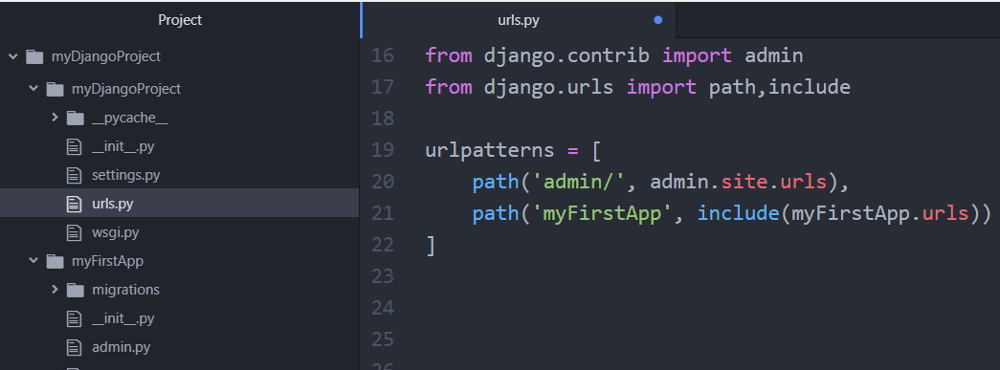 Project
myDjangoProject
myDjangoProject
__pycache__
__init__.py
settings.py
urls.py
wsgi.py
myFirstApp
migrations
__init__.py
admin.py
urls.py
16 from django.contrib import admin
17 from django.urls import path,include
18
19 urlpatterns = [
20 path('admin/', admin.site.urls),
21 path('myFirstApp', include(myFirstApp.urls))
22 ]
23
24
25